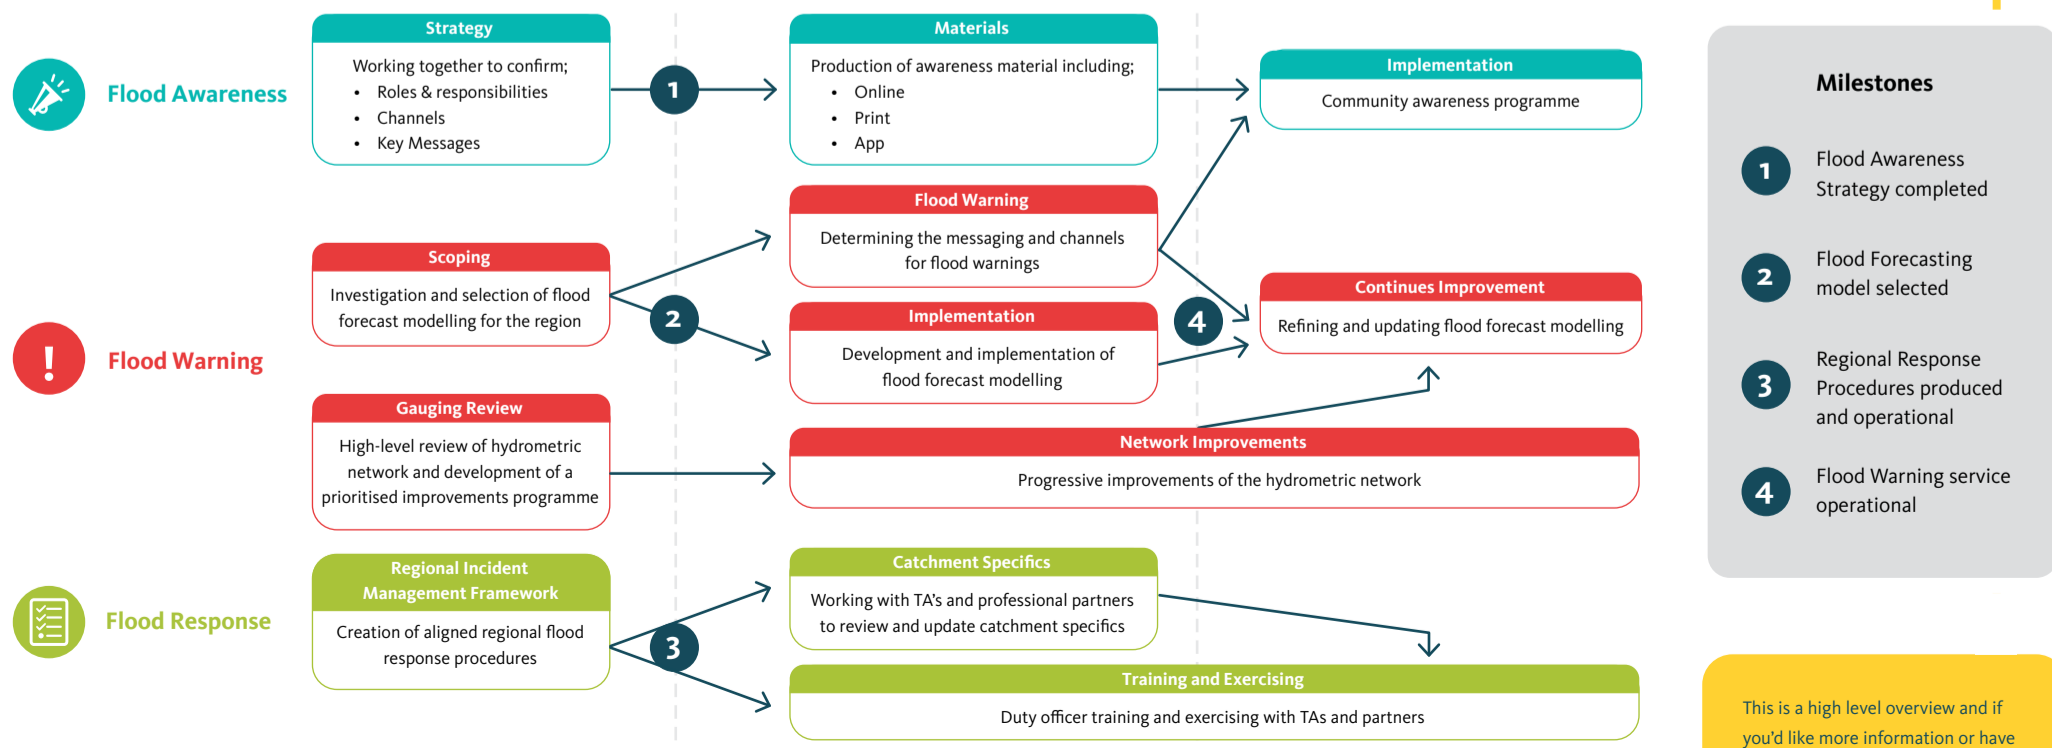 Flood Awareness
Strategy
Working together to confirm;
• Roles & responsibilities
• Channels
• Key Messages
1
Materials
Production of awareness material including;
• Online
• Print
• App
Implementation
Community awareness programme
Flood Warning
Scoping
Investigation and selection of flood
forecast modelling for the region
2
Flood Warning
Determining the messaging and channels
for flood warnings
Implementation
Development and implementation of
flood forecast modelling
4
Continues Improvement
Refining and updating flood forecast modelling
Gauging Review
High-level review of hydrometric
network and development of a
prioritised improvements programme
Network Improvements
Progressive improvements of the hydrometric network
Flood Response
Regional Incident
Management Framework
Creation of aligned regional flood
response procedures
3
Catchment Specifics
Working with TA's and professional partners
to review and update catchment specifics
Training and Exercising
Duty officer training and exercising with TAs and partners
Milestones
1
Flood Awareness
Strategy completed
2
Flood Forecasting
model selected
3
Regional Response
Procedures produced
and operational
4
Flood Warning service
operational
This is a high level overview and if
you'd like more information or have